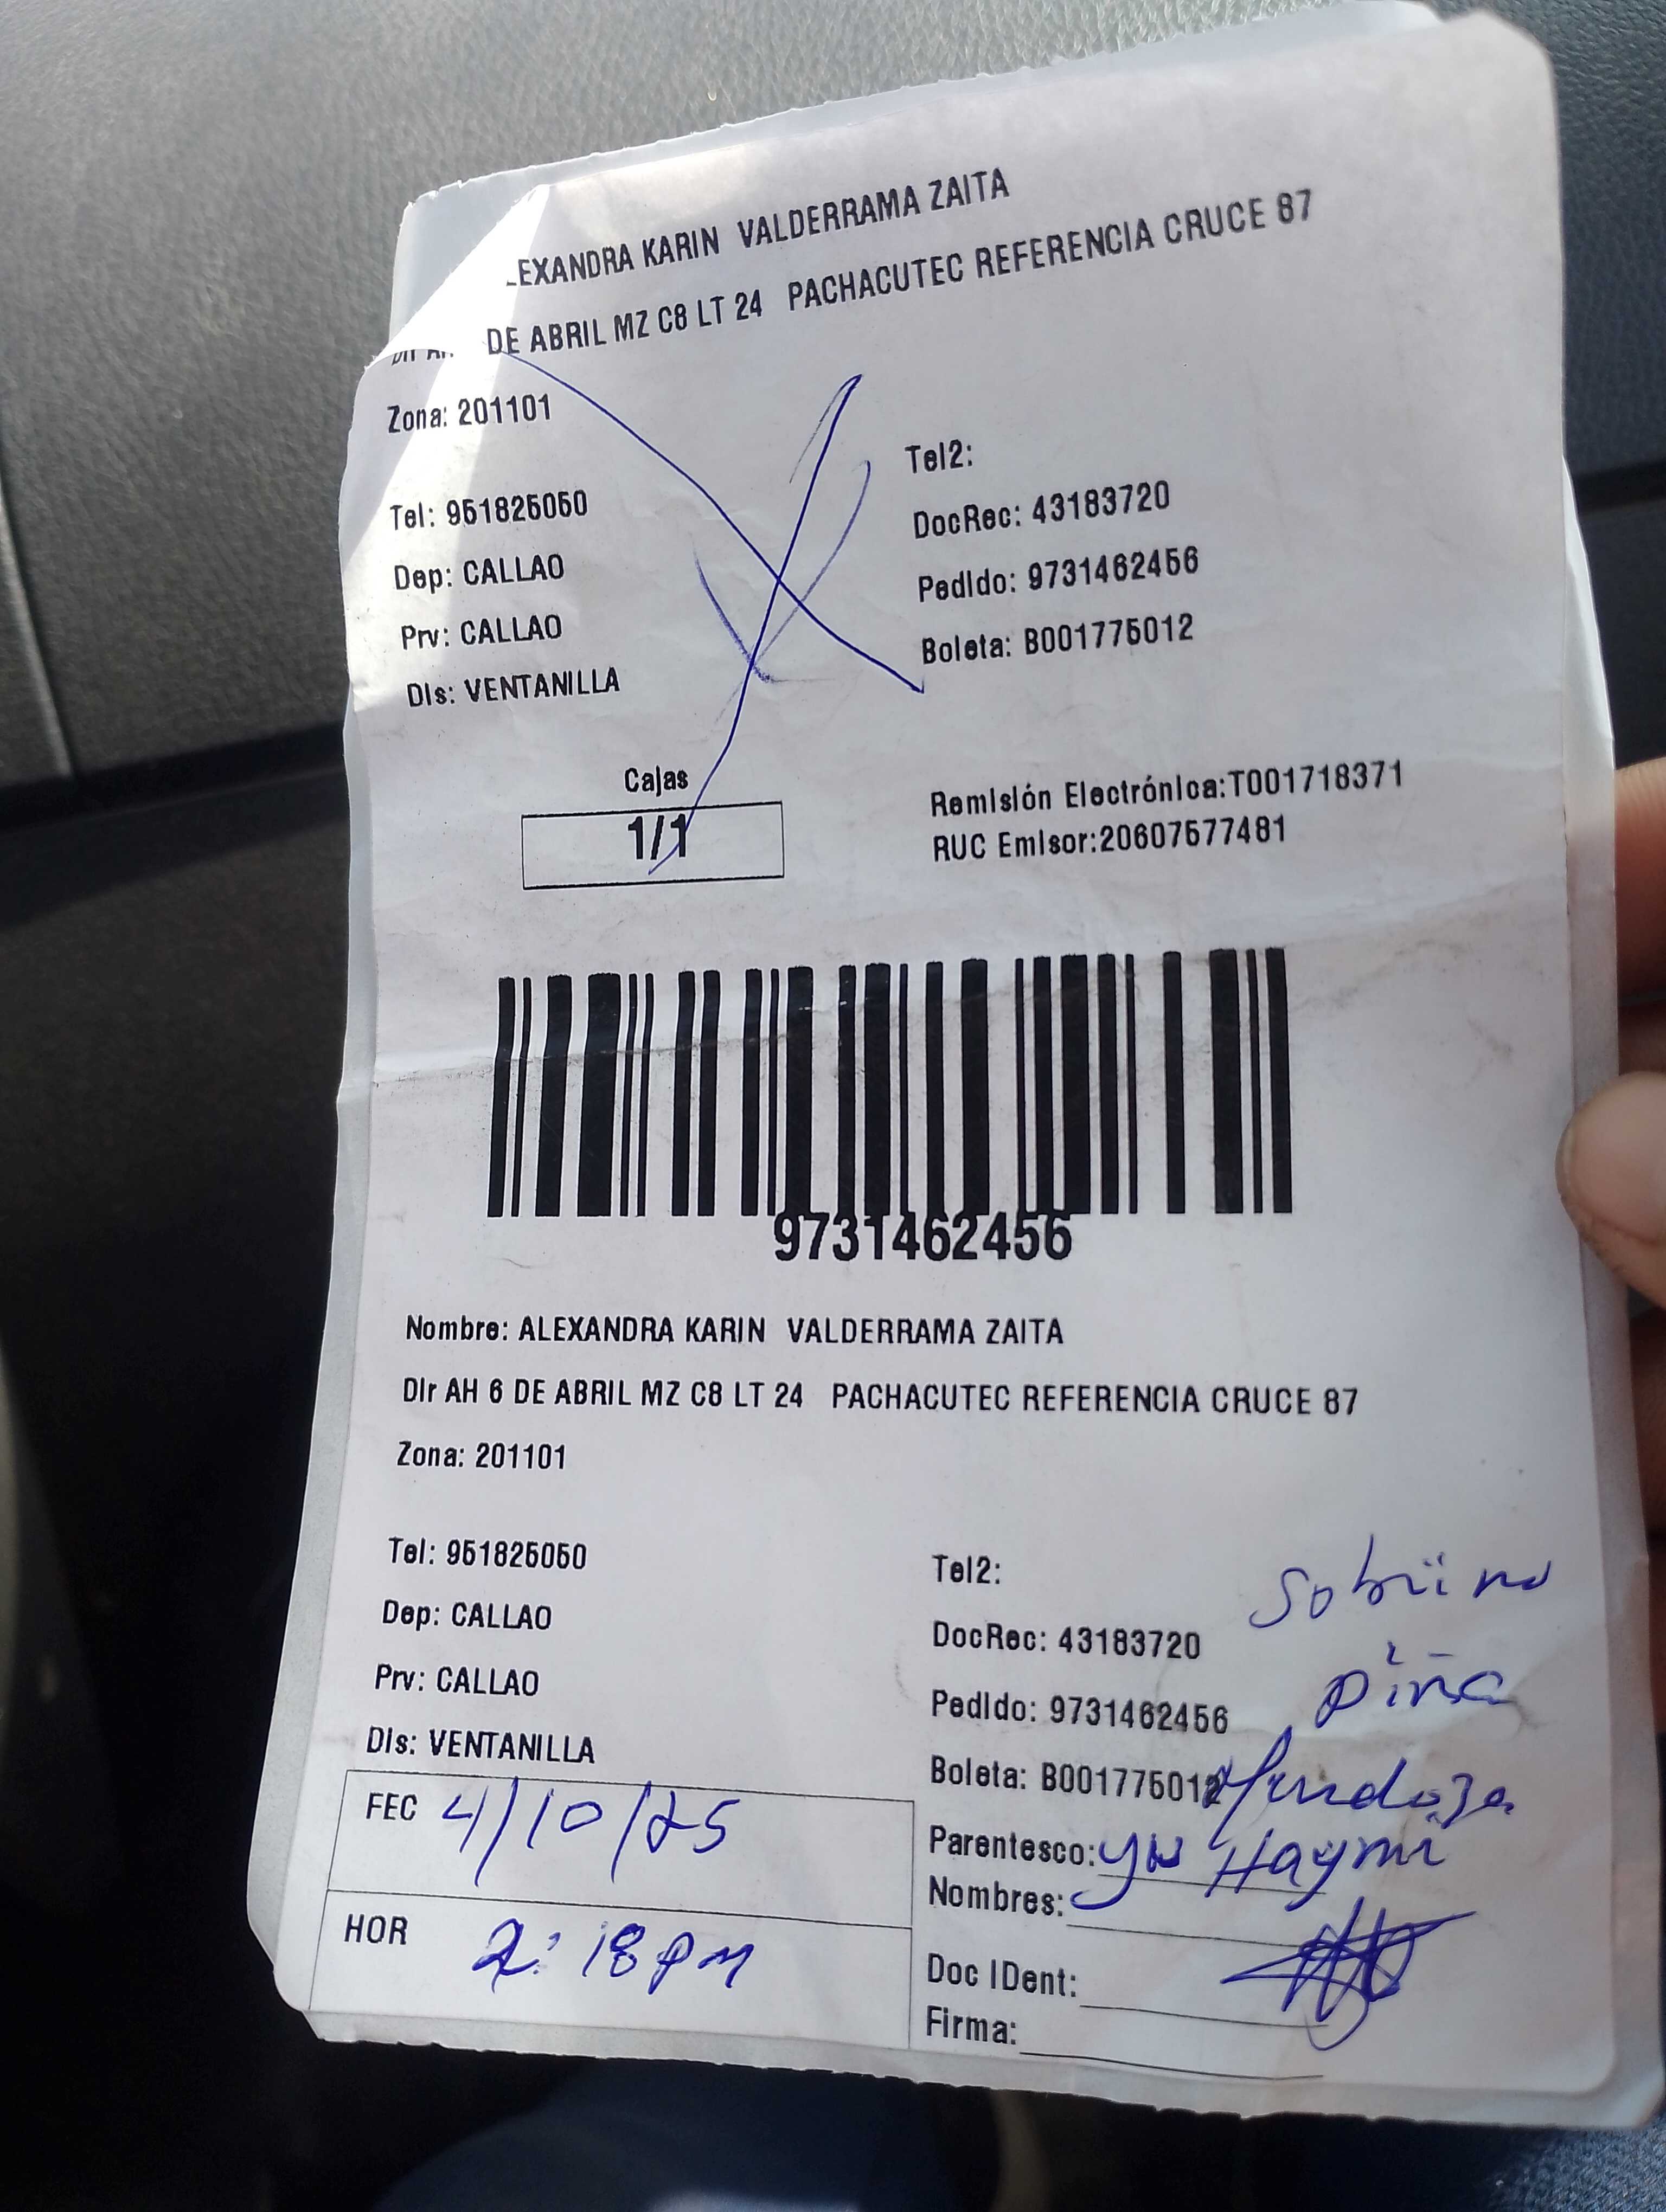 LEXANDRA KARIN VALDERRAMA ZAITA
DE ABRIL MZ C8 LT 24 PACHACUTEC REFERENCIA CRUCE 87
Zona: 201101
Tel: 951825050
Tel2:
Dep: CALLAO
DocRec: 43183720
Prv: CALLAO
Pedido: 9731462456
Dis: VENTANILLA
Boleta: B001775012
Cajas
1/1
Remisión Electrónica:T001718371
RUC Emisor:20607577481
9731462456
Nombre: ALEXANDRA KARIN VALDERRAMA ZAITA
Dir AH 6 DE ABRIL MZ C8 LT 24 PACHACUTEC REFERENCIA CRUCE 87
Zona: 201101
Tel: 951825050
Tel2:
Sobrino
Dep: CALLAO
DocRec: 43183720
piña
Prv: CALLAO
Pedido: 9731462456
Dis: VENTANILLA
Boleta: B001775012 Mendoza
FEC 4/10/25
Parentesco: Haymi
Nombres:
HOR 2:18 PM
Doc IDent:
Firma: